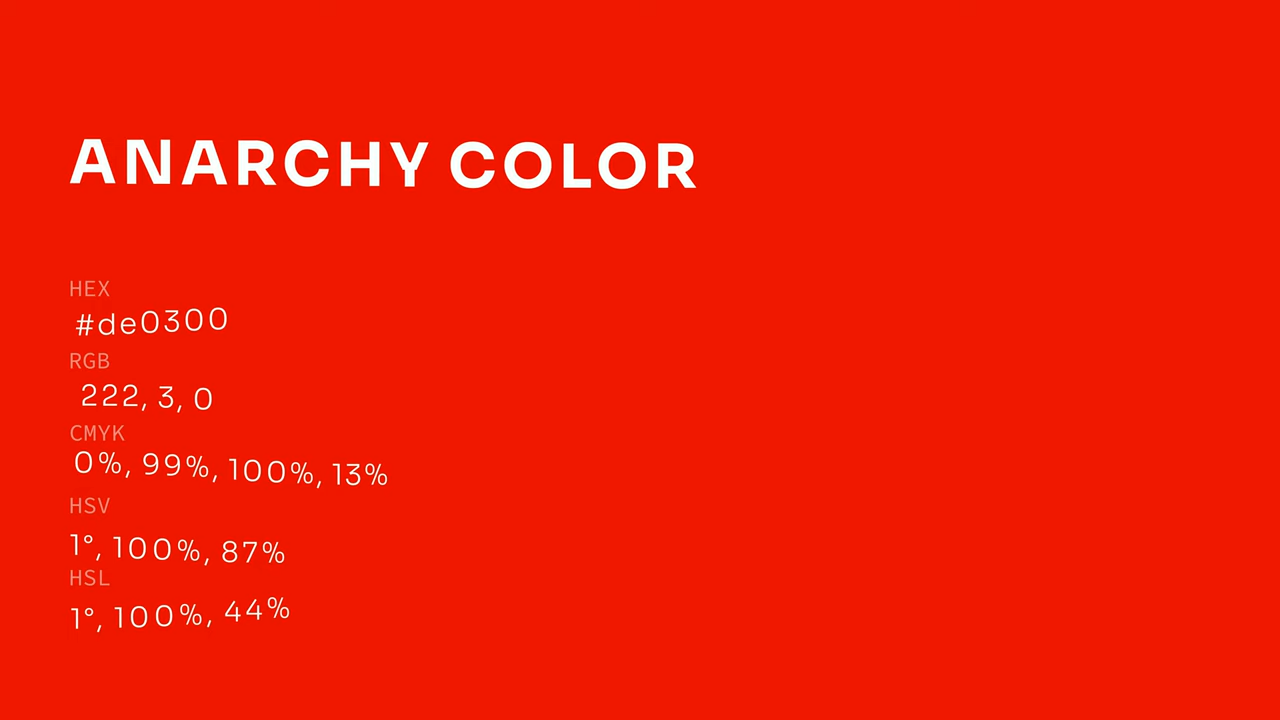 ANARCHY COLOR
HEX
#de0300
RGB
222, 3, 0
CMYK
0%, 99%, 100%, 13%
HSV
1°, 100%, 87%
HSL
1°, 100%, 44%